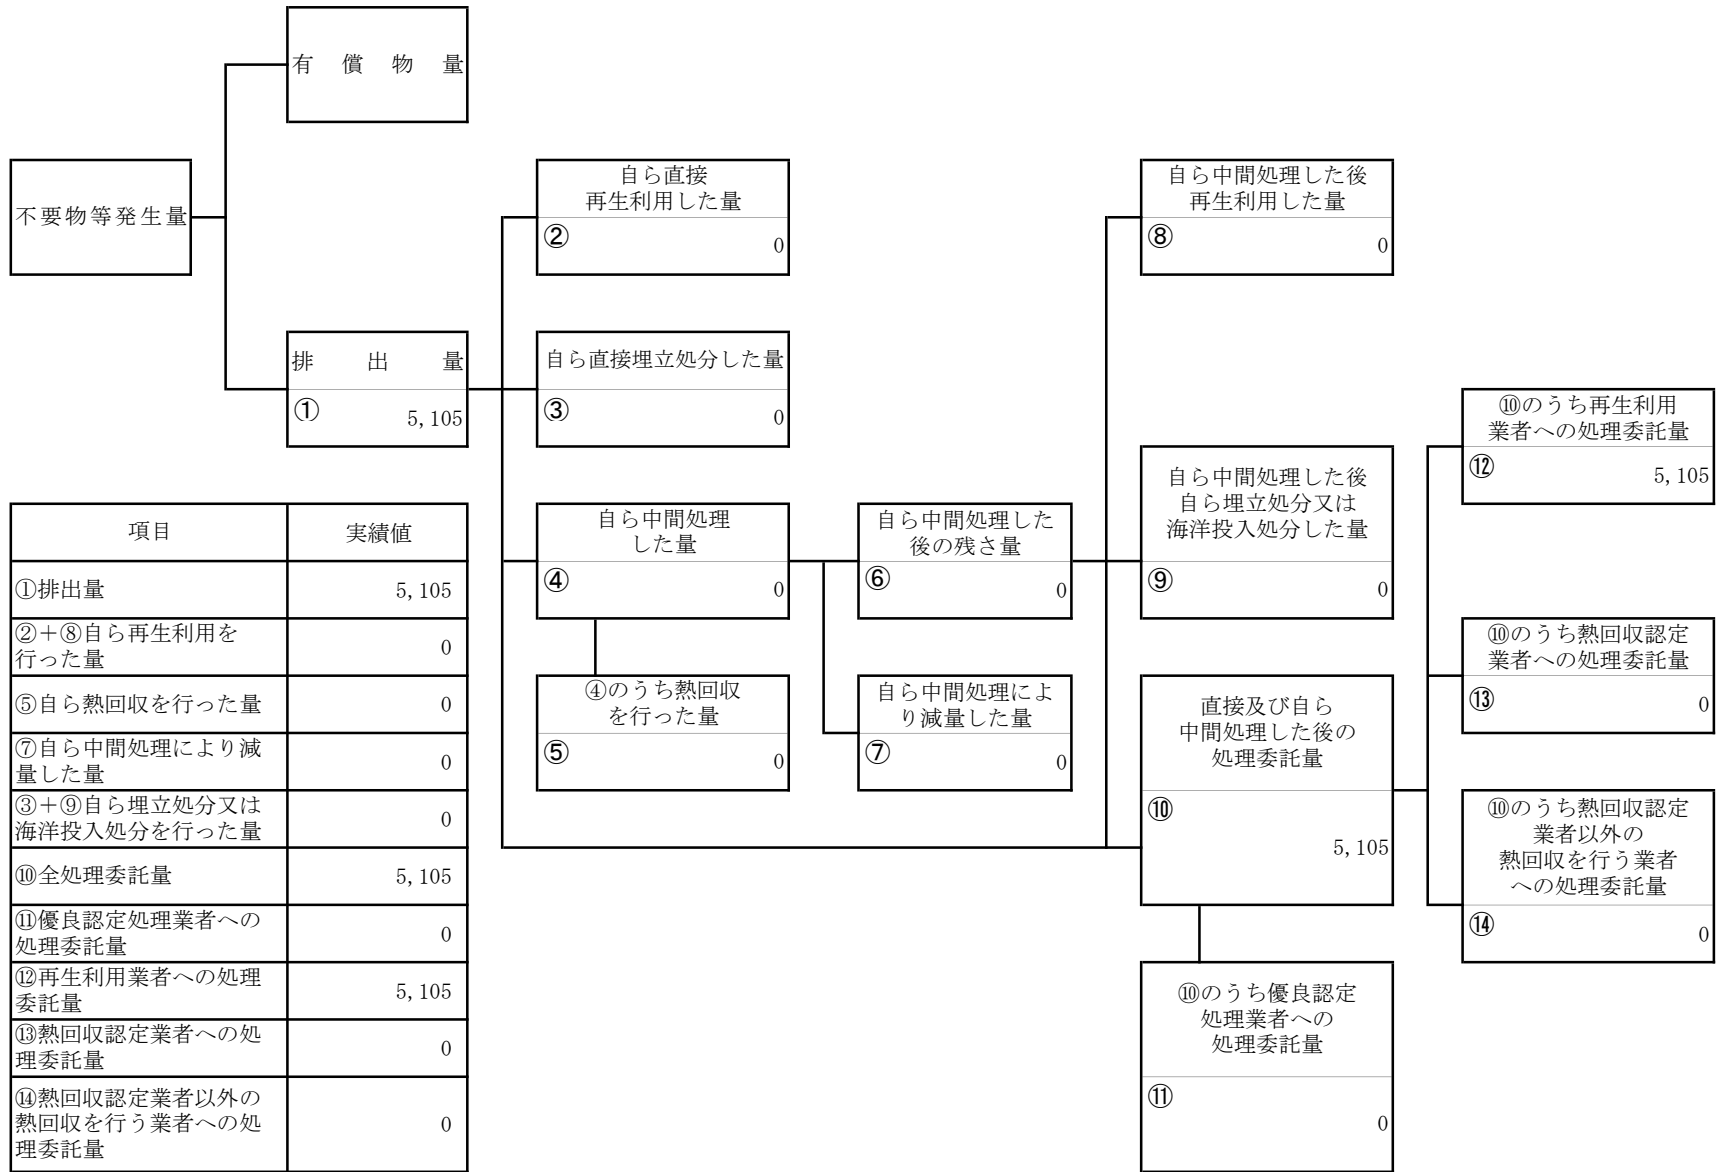 有償物量
不要物等発生量
排出量
①
5,105
自ら直接
再生利用した量
②
0
自ら直接埋立処分した量
③
0
自ら中間処理
した量
④
0
④のうち熱回収
を行った量
⑤
0
自ら中間処理した
後の残さ量
⑥
0
自ら中間処理によ
り減量した量
⑦
0
自ら中間処理した後
再生利用した量
⑧
0
自ら中間処理した後
自ら埋立処分又は
海洋投入処分した量
⑨
0
直接及び自ら
中間処理した後の
処理委託量
⑩
5,105
⑩のうち優良認定
処理業者への
処理委託量
⑪
0
⑩のうち再生利用
業者への処理委託量
⑫
5,105
⑩のうち熱回収認定
業者への処理委託量
⑬
0
⑩のうち熱回収認定
業者以外の
熱回収を行う業者
への処理委託量
⑭
0
項目 実績値
①排出量 5,105
②+⑧自ら再生利用を
行った量 0
⑤自ら熱回収を行った量 0
⑦自ら中間処理により減
量した量 0
③+⑨自ら埋立処分又は
海洋投入処分を行った量 0
⑩全処理委託量 5,105
⑪優良認定処理業者への
処理委託量 0
⑫再生利用業者への処理
委託量 5,105
⑬熱回収認定業者への処
理委託量 0
⑭熱回収認定業者以外の
熱回収を行う業者への処
理委託量 0